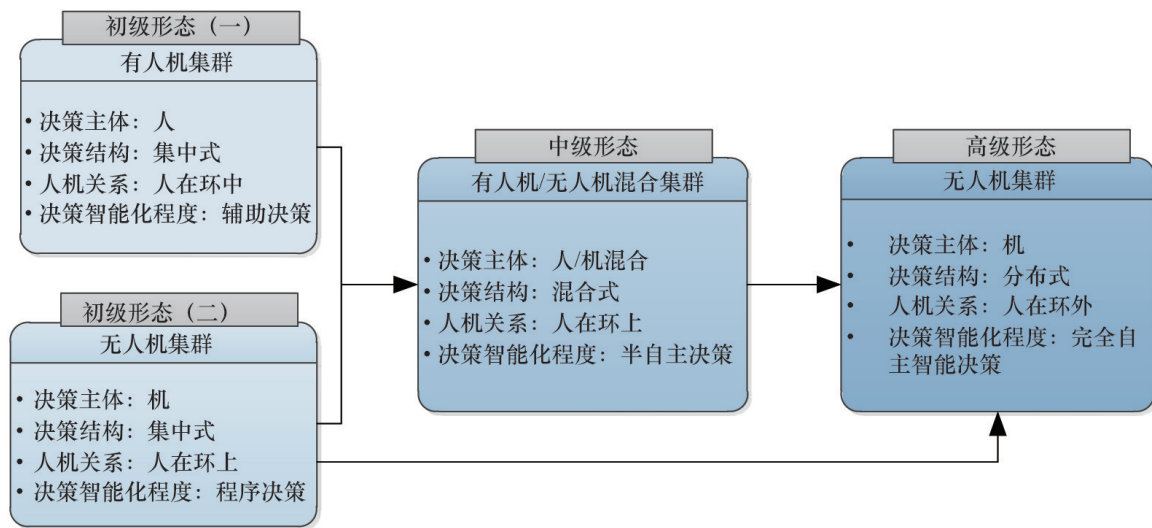 初级形态（一）
有人机集群
• 决策主体：人
• 决策结构：集中式
• 人机关系：人在环中
• 决策智能化程度：辅助决策
初级形态（二）
无人机集群
• 决策主体：机
• 决策结构：集中式
• 人机关系：人在环上
• 决策智能化程度：程序决策
中级形态
有人机/无人机混合集群
• 决策主体：人/机混合
• 决策结构：混合式
• 人机关系：人在环上
• 决策智能化程度：半自主决策
高级形态
无人机集群
• 决策主体：机
• 决策结构：分布式
• 人机关系：人在环外
• 决策智能化程度：完全自
主智能决策